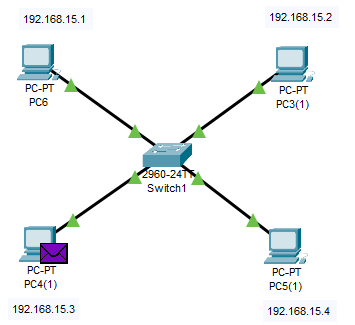 192.168.15.1
192.168.15.2
PC-PT
PC6
PC-PT
PC3(1)
2960-24TT
Switch1
PC-PT
PC4(1)
PC-PT
PC5(1)
192.168.15.3
192.168.15.4